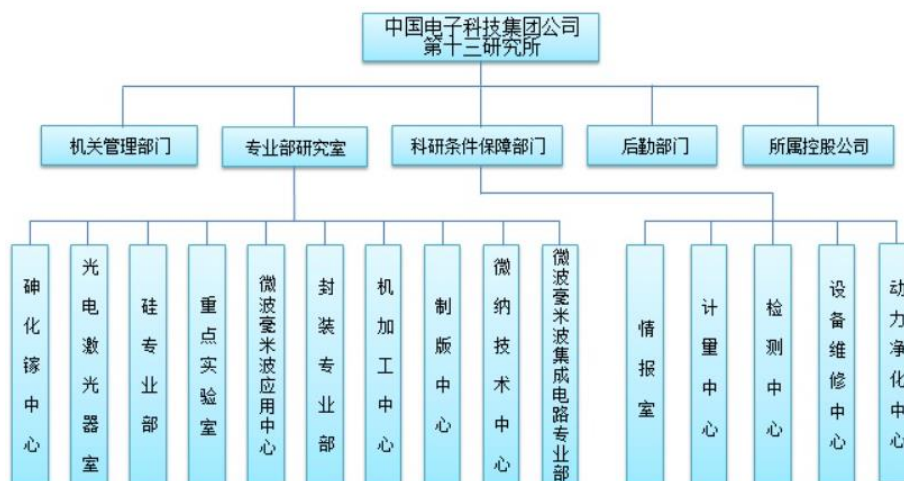 中国电子科技集团公司
第十三研究所
机关管理部门
专业部研究室
科研条件保障部门
后勤部门
所属控股公司
砷化镓中心
光电激光器室
硅专业部
重点实验室
微波毫米波应用中心
封装专业部
机加工中心
制版中心
微纳技术中心
微波毫米波集成电路专业部
情报室
计量中心
检测中心
设备维修中心
动力净化中心